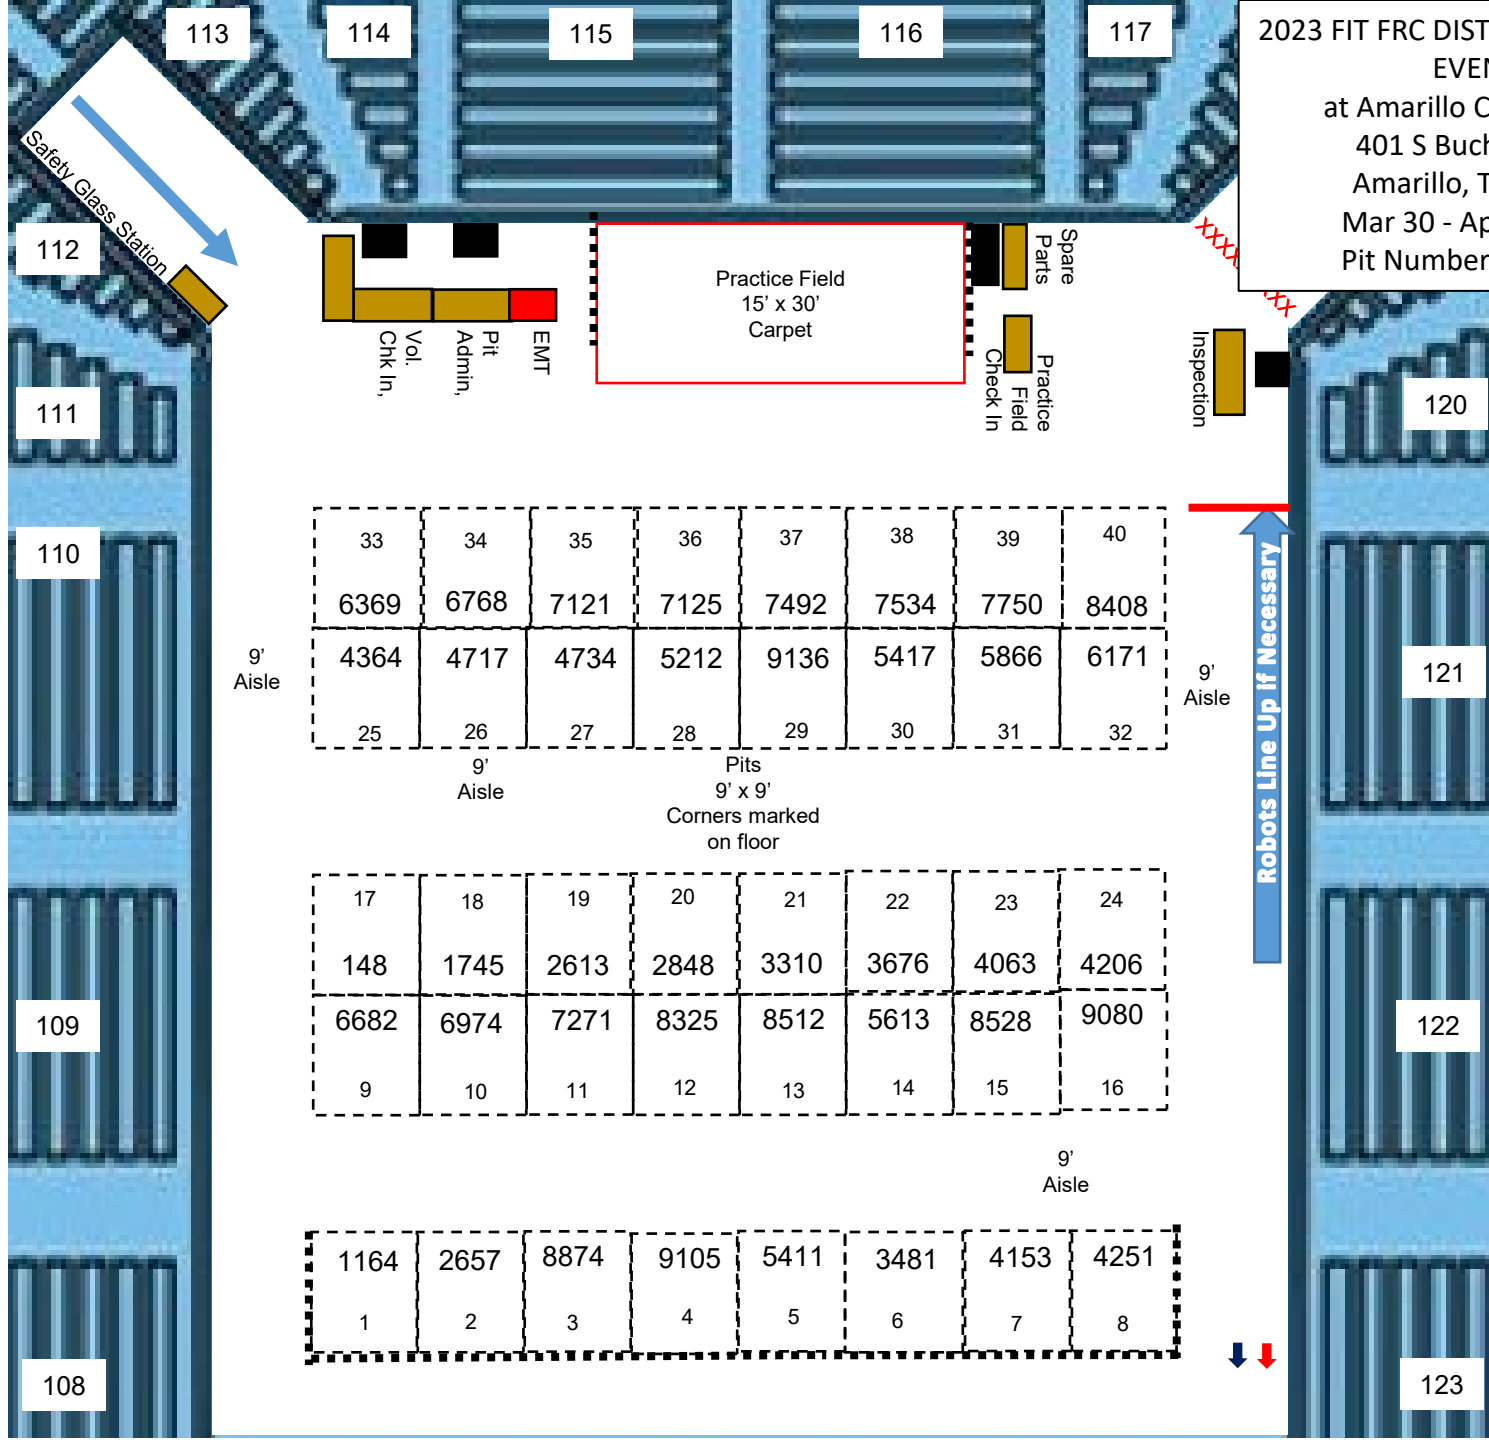 113
114
115
116
117
2023 FIT FRC DIST
EVEN
at Amarillo C
401 S Buch
Amarillo, T
Mar 30 - Ap
Pit Number
Safety Glass Station
112
111
110
109
108
120
121
122
123
Vol.
Chk In,
Pit
Admin,
EMT
Practice Field
15’ x 30’
Carpet
Spare
Parts
Practice
Field
Check In
Inspection
XXXX
XX
Robots Line Up if Necessary
33 34 35 36 37 38 39 40
6369 6768 7121 7125 7492 7534 7750 8408
4364 4717 4734 5212 9136 5417 5866 6171
25 26 27 28 29 30 31 32
9’
Aisle
9’
Aisle
9’
Aisle
Pits
9’ x 9’
Corners marked
on floor
17 18 19 20 21 22 23 24
148 1745 2613 2848 3310 3676 4063 4206
6682 6974 7271 8325 8512 5613 8528 9080
9 10 11 12 13 14 15 16
9’
Aisle
1164 2657 8874 9105 5411 3481 4153 4251
1 2 3 4 5 6 7 8